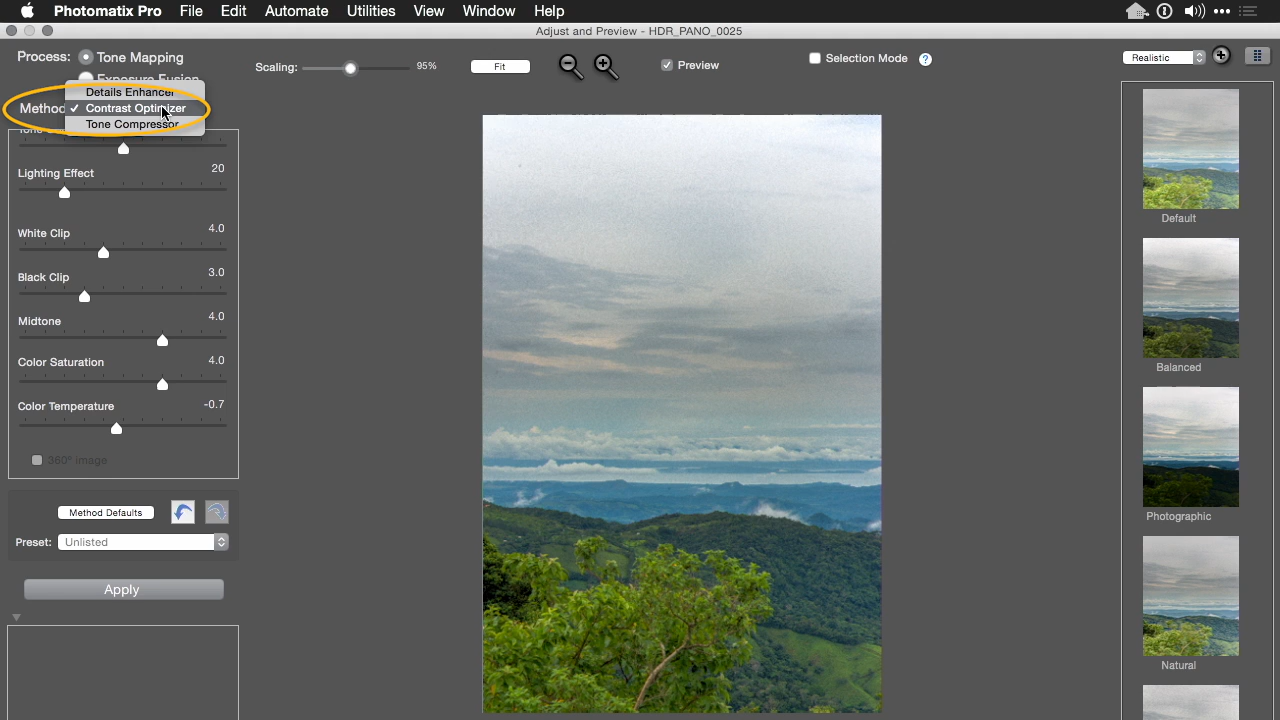 Photomatix Pro File Edit Automate Utilities View Window Help
Adjust and Preview - HDR_PANO_0025
Process: Tone Mapping
Exposure Fusion
Method
Details Enhancer
✓ Contrast Optimizer
Tone Compressor
Scaling: 95% Fit Preview Selection Mode ? Realistic
Lighting Effect 20
White Clip 4.0
Black Clip 3.0
Midtone 4.0
Color Saturation 4.0
Color Temperature -0.7
360° image
Method Defaults
Preset: Unlisted
Apply
Default
Balanced
Photographic
Natural